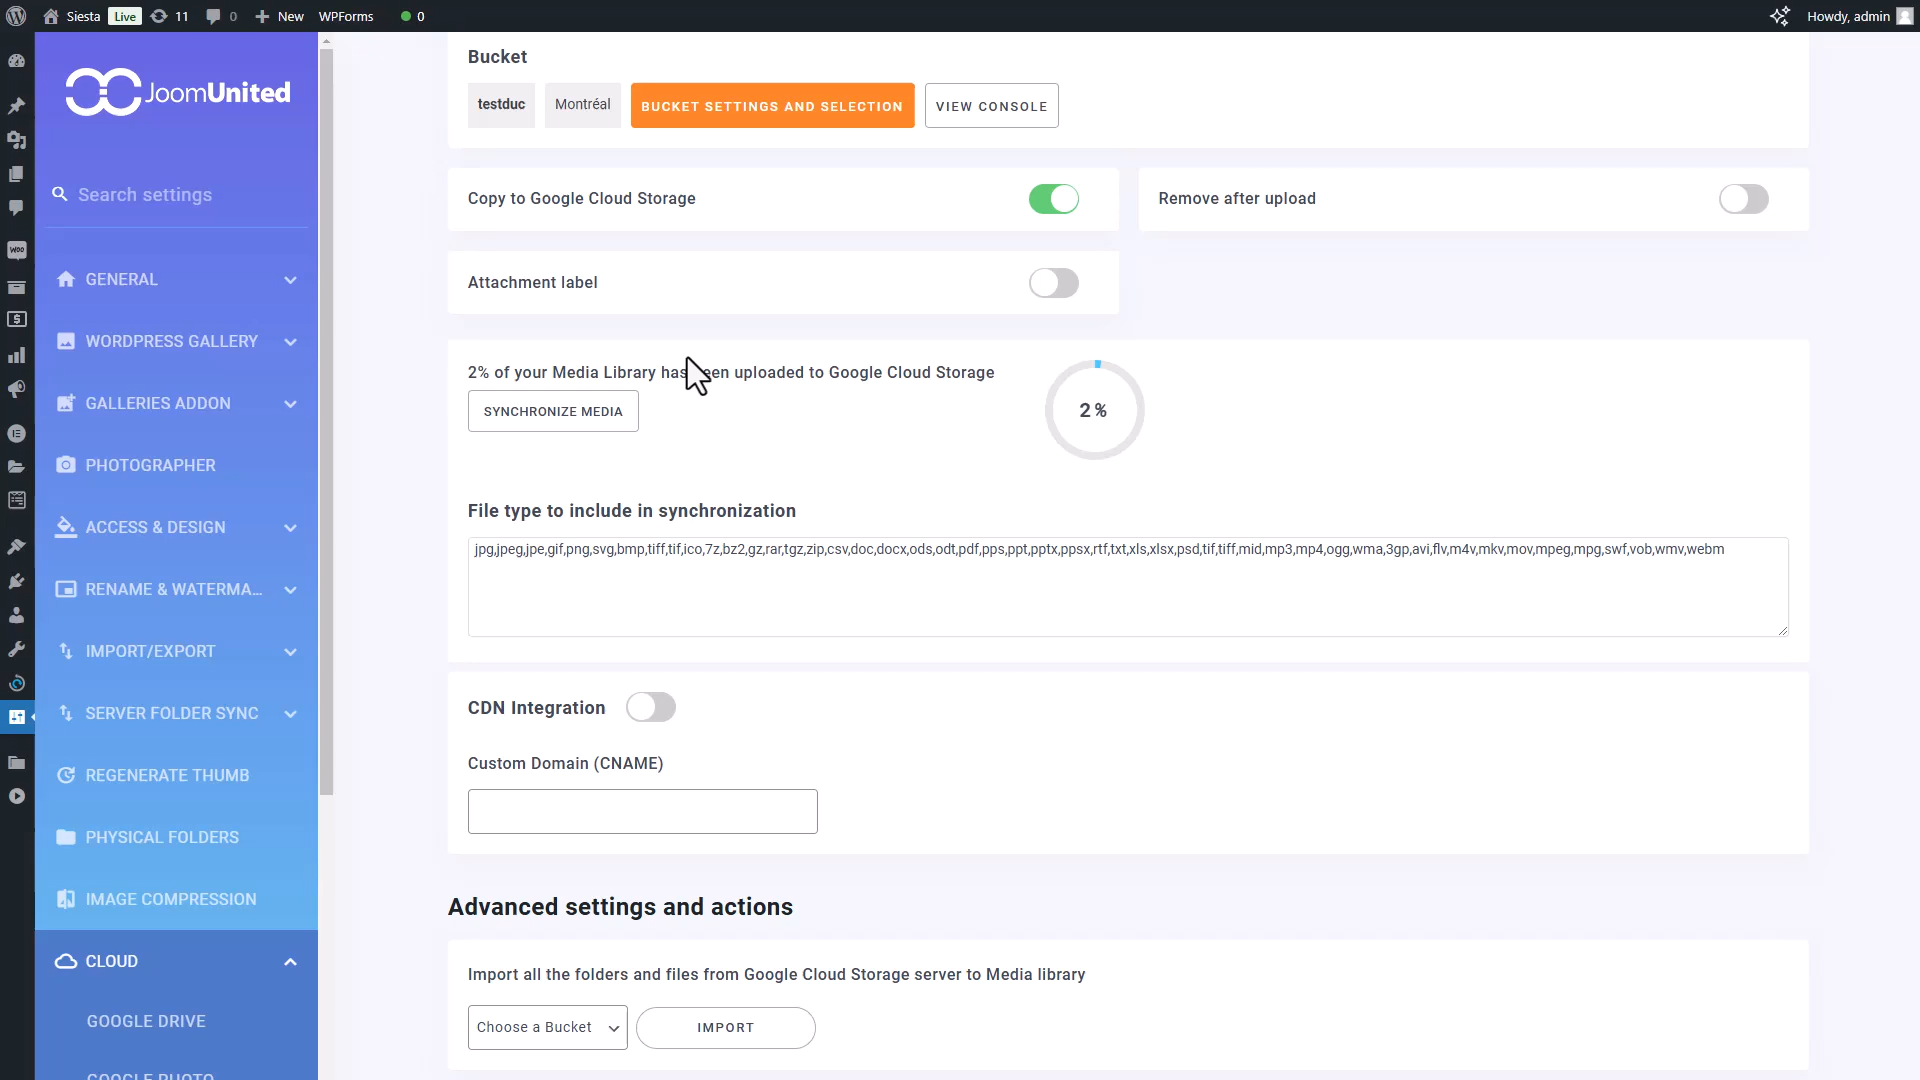 Siesta Live 11 0 New WPForms 0 Howdy, admin
JoomUnited
Search settings
GENERAL
WORDPRESS GALLERY
GALLERIES ADDON
PHOTOGRAPHER
ACCESS & DESIGN
RENAME & WATERMA...
IMPORT/EXPORT
SERVER FOLDER SYNC
REGENERATE THUMB
PHYSICAL FOLDERS
IMAGE COMPRESSION
CLOUD
GOOGLE DRIVE
GOOGLE PHOTO
Bucket
testduc Montréal BUCKET SETTINGS AND SELECTION VIEW CONSOLE
Copy to Google Cloud Storage
Remove after upload
Attachment label
2% of your Media Library has been uploaded to Google Cloud Storage
SYNCHRONIZE MEDIA
2 %
File type to include in synchronization
jpg,jpeg,jpe,gif,png,svg,bmp,tiff,tif,ico,7z,bz2,gz,rar,tgz,zip,csv,doc,docx,ods,odt,pdf,pps,ppt,pptx,ppsx,rtf,txt,xls,xlsx,psd,tif,tiff,mid,mp3,mp4,ogg,wma,3gp,avi,flv,m4v,mkv,mov,mpeg,mpg,swf,vob,wmv,webm
CDN Integration
Custom Domain (CNAME)
Advanced settings and actions
Import all the folders and files from Google Cloud Storage server to Media library
Choose a Bucket IMPORT